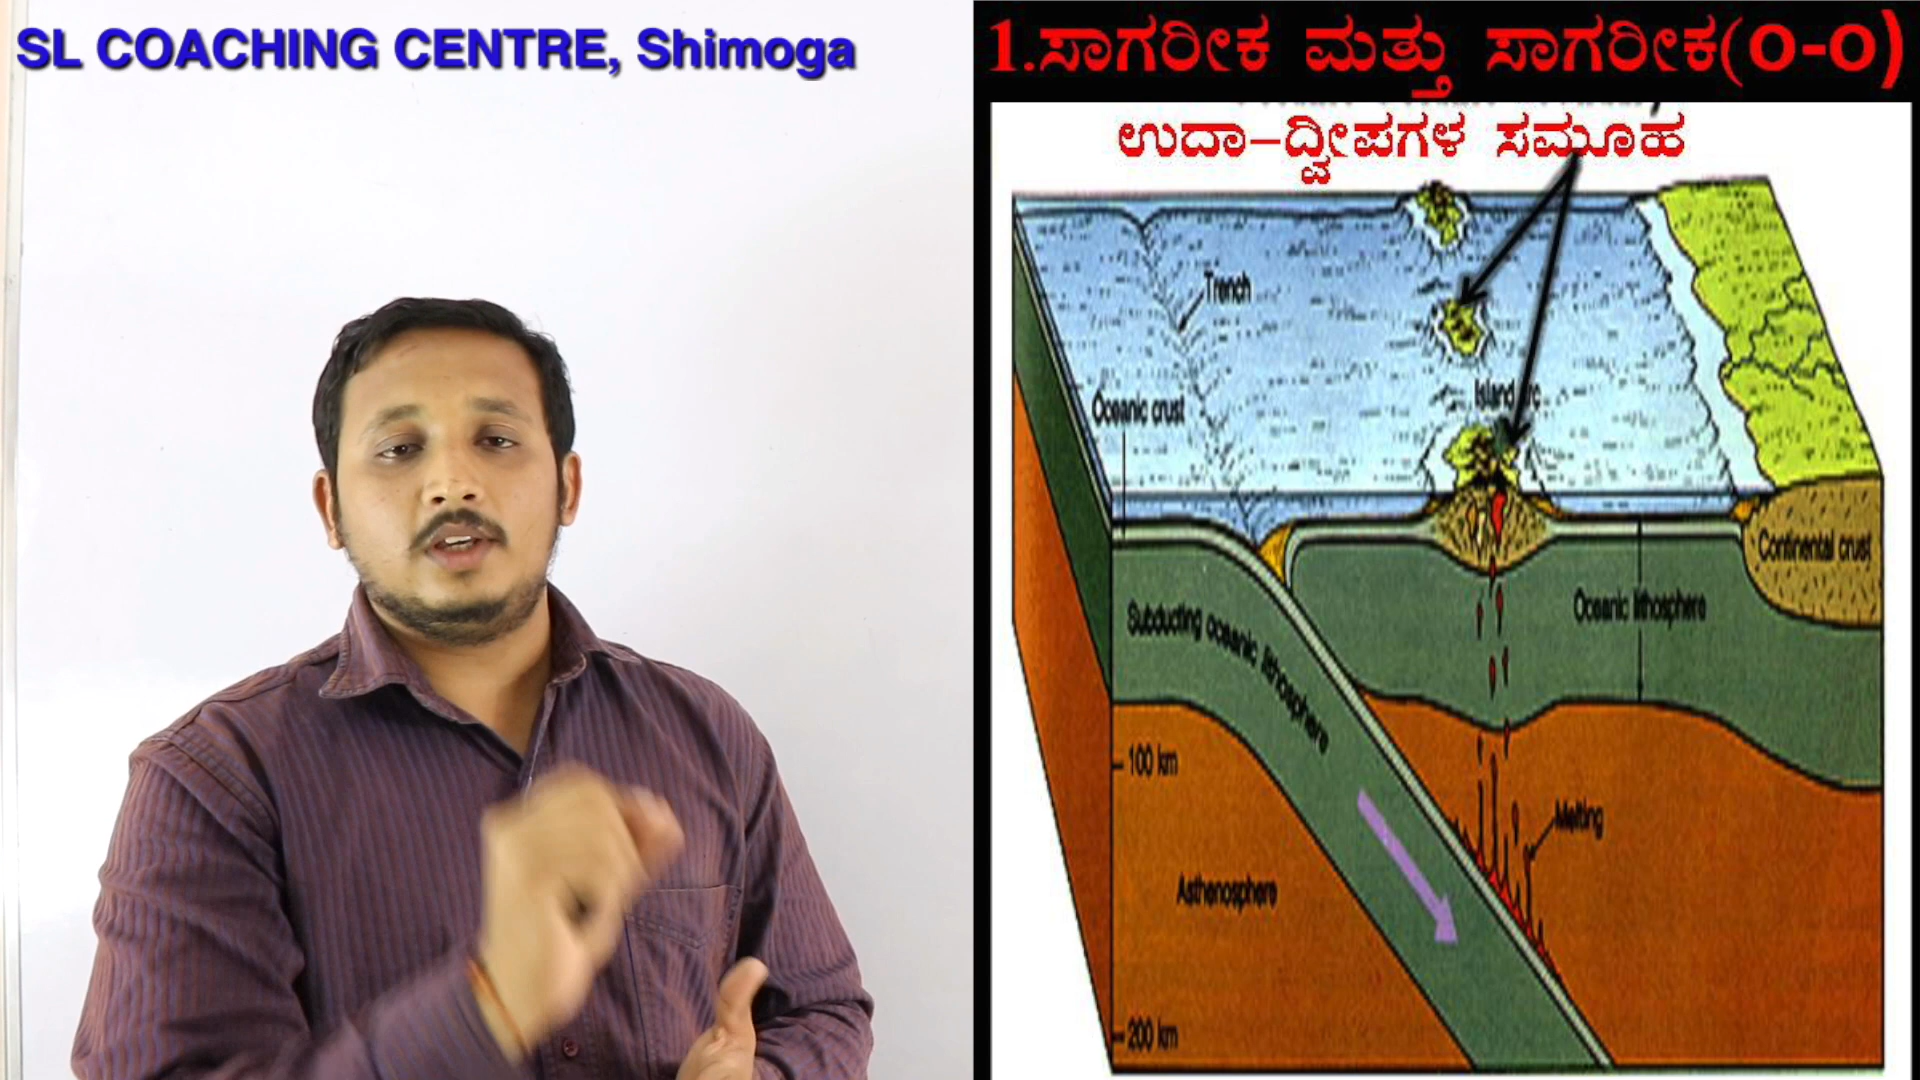 SL COACHING CENTRE, Shimoga
1.ಸಾಗರೀಕ ಮತ್ತು ಸಾಗರೀಕ(O-O)
ಉದಾ-ದ್ವೀಪಗಳ ಸಮೂಹ
Trench
Island
Oceanic crust
Continental crust
Subducting oceanic lithosphere
Oceanic lithosphere
100 km
Melting
Asthenosphere
200 km